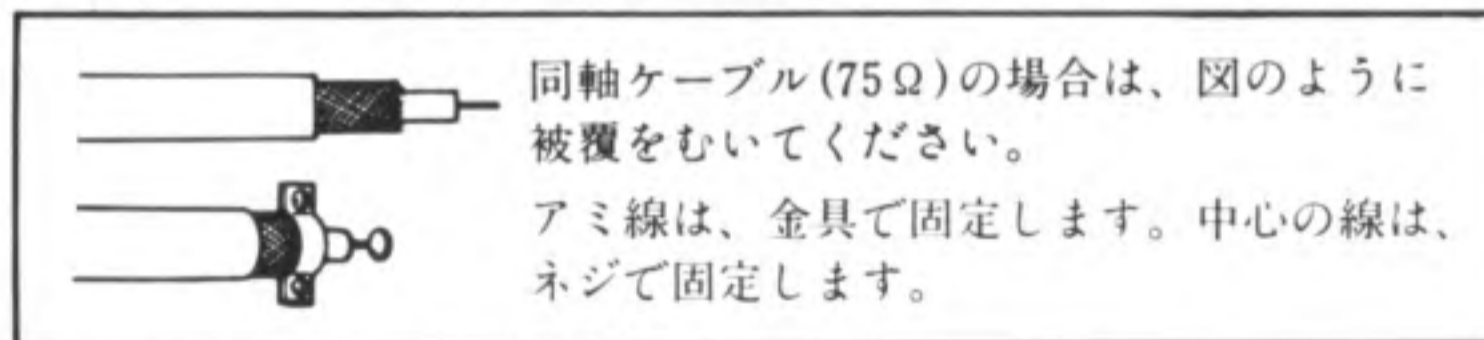 同軸ケーブル(75Ω)の場合は、図のように
被覆をむいてください。
アミ線は、金具で固定します。中心の線は、
ネジで固定します。